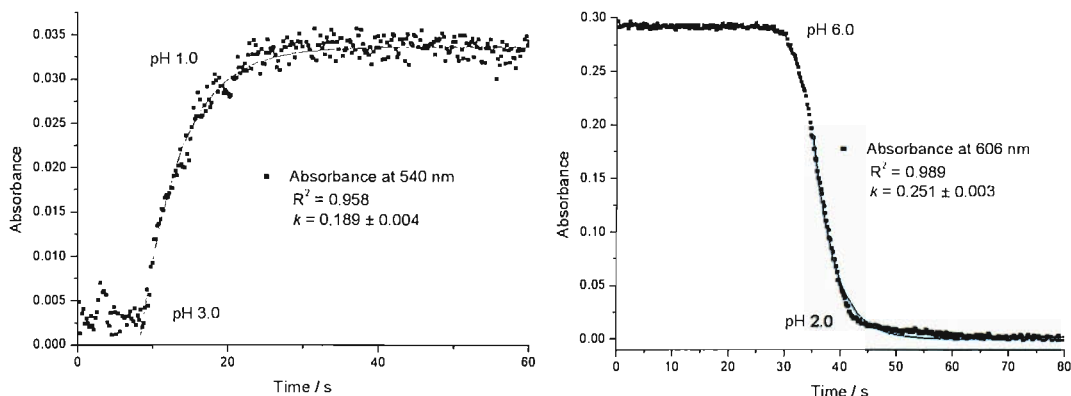 0.035
0.030
0.025
0.020
0.015
0.010
0.005
0.000
Absorbance
pH 1.0
pH 3.0
Absorbance at 540 nm
R² = 0.958
k = 0.189 ± 0.004
0 20 40 60
Time / s
0.30
0.25
0.20
0.15
0.10
0.05
0.00
Absorbance
pH 6.0
pH 2.0
Absorbance at 606 nm
R² = 0.989
k = 0.251 ± 0.003
0 10 20 30 40 50 60 70 80
Time / s